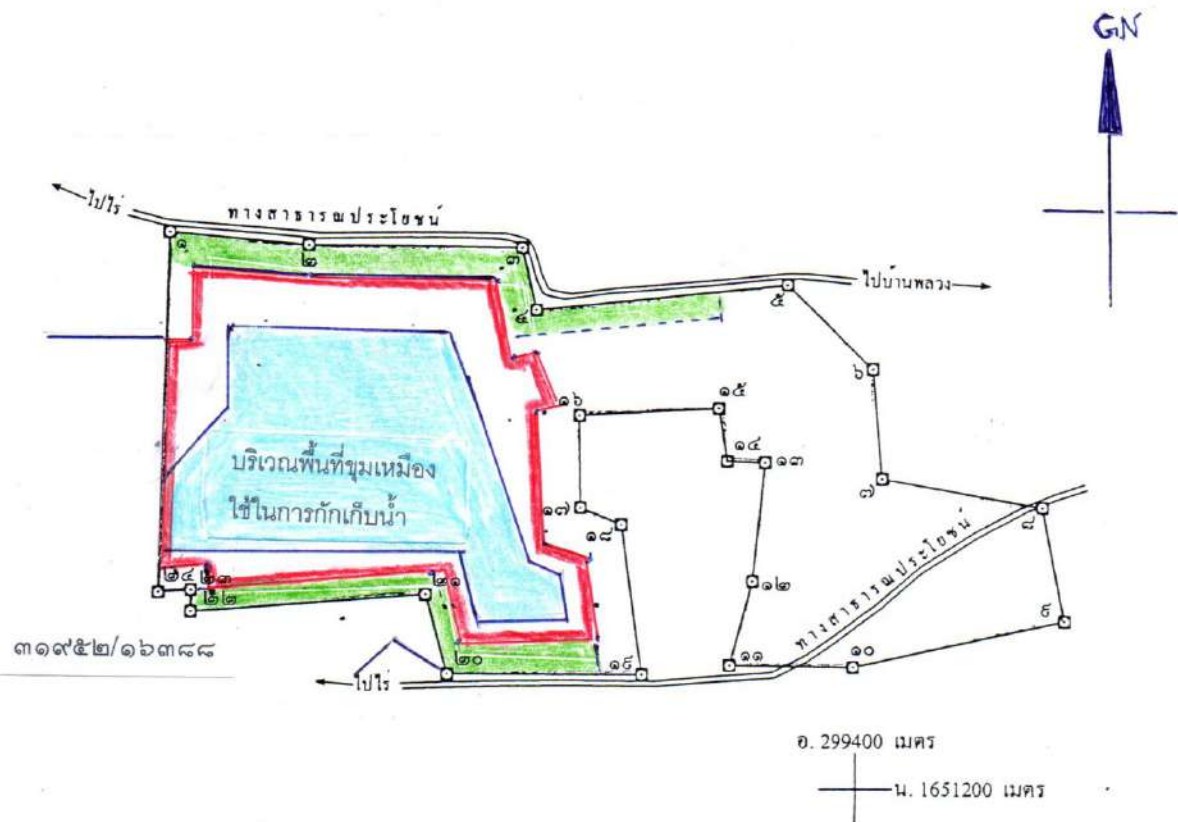 GN
ไปไร่
ทางสาธารณประโยชน์
๑
๒
๓
๔
๕
ไปบ้านพลวง
๖
๑๖
๑๕
๑๔
๑๓
บริเวณพื้นที่ขุมเหมือง
ใช้ในการกักเก็บน้ำ
๗
๑๗
๑๘
๘
ทางสาธารณประโยชน์
๒๔
๒๓
๒๒
๒๑
๑๒
๙
๓๑๙๕๒/๑๖๓๘๘
๒๐
๑๙
๑๑
๑๐
ไปไร่
อ. 299400 เมตร
น. 1651200 เมตร